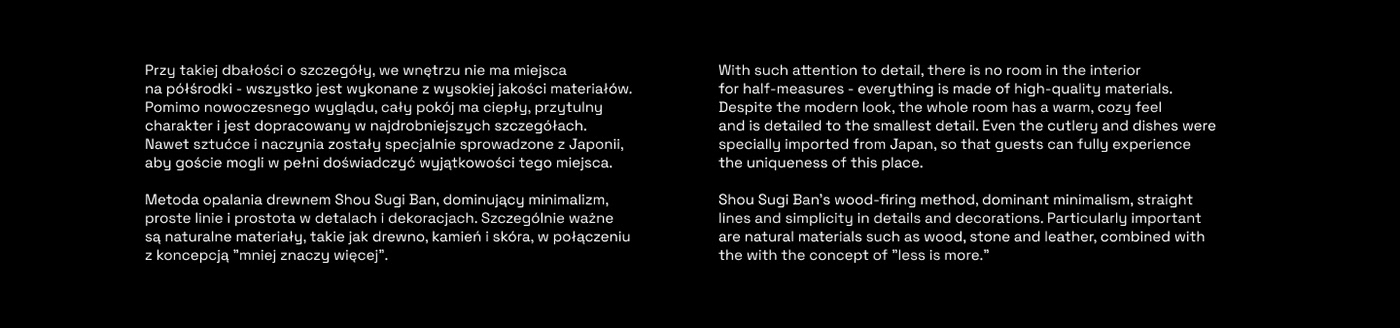 Przy takiej dbałości o szczegóły, we wnętrzu nie ma miejsca
na półśrodki - wszystko jest wykonane z wysokiej jakości materiałów.
Pomimo nowoczesnego wyglądu, cały pokój ma ciepły, przytulny
charakter i jest dopracowany w najdrobniejszych szczegółach.
Nawet sztućce i naczynia zostały specjalnie sprowadzone z Japonii,
aby goście mogli w pełni doświadczyć wyjątkowości tego miejsca.
Metoda opalania drewnem Shou Sugi Ban, dominujący minimalizm,
proste linie i prostota w detalach i dekoracjach. Szczególnie ważne
są naturalne materiały, takie jak drewno, kamień i skóra, w połączeniu
z koncepcją ”mniej znaczy więcej”.
With such attention to detail, there is no room in the interior
for half-measures - everything is made of high-quality materials.
Despite the modern look, the whole room has a warm, cozy feel
and is detailed to the smallest detail. Even the cutlery and dishes were
specially imported from Japan, so that guests can fully experience
the uniqueness of this place.
Shou Sugi Ban’s wood-firing method, dominant minimalism, straight
lines and simplicity in details and decorations. Particularly important
are natural materials such as wood, stone and leather, combined with
the with the concept of ”less is more.”